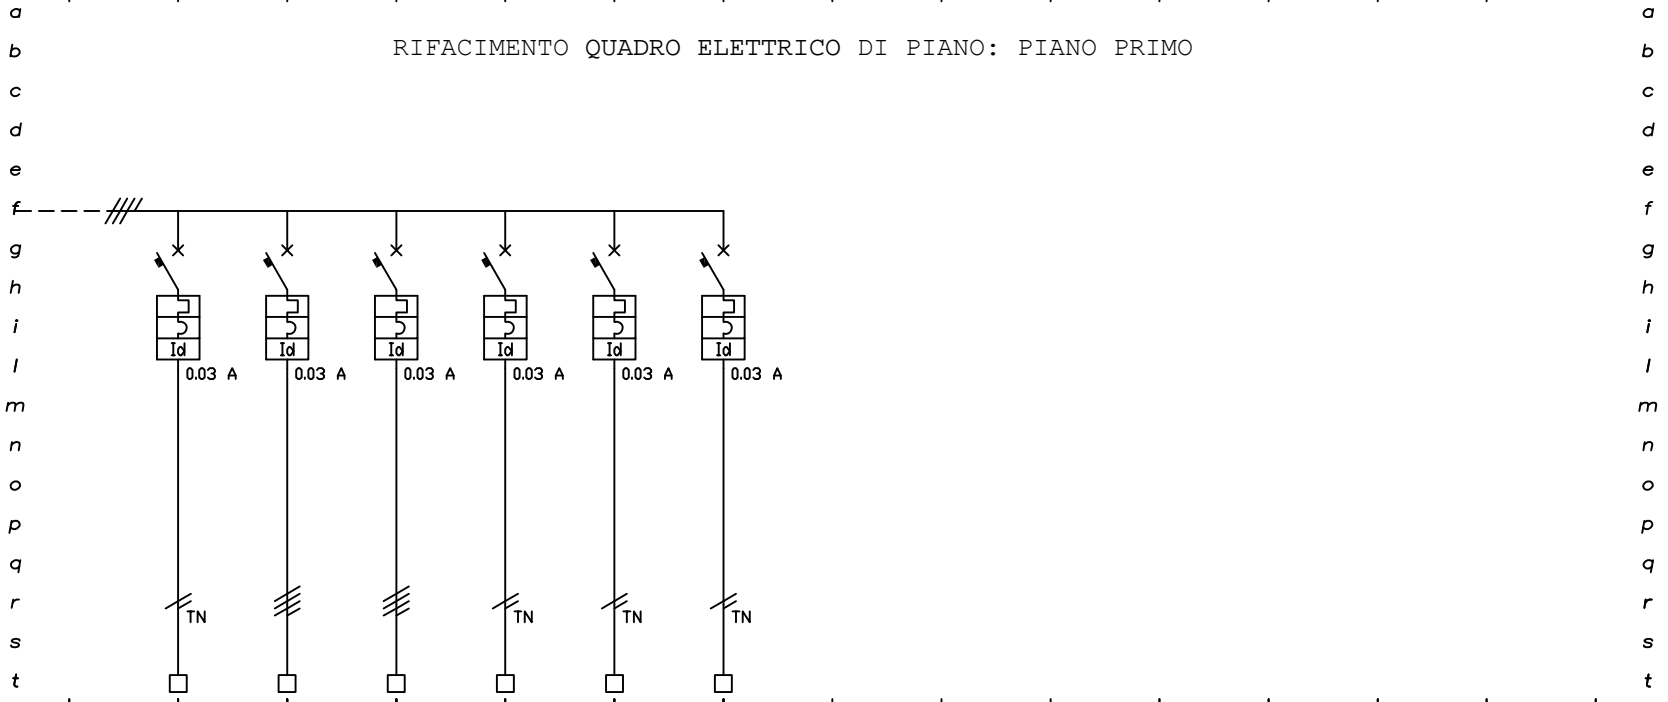 a a
RIFACIMENTO QUADRO ELETTRICO DI PIANO: PIANO PRIMO
b b
c c
d d
e e
f f
g g
h h
i i
Id Id Id Id Id Id
l l
0.03 A 0.03 A 0.03 A 0.03 A 0.03 A 0.03 A
m m
n n
o o
p p
q q
r r
TN TN TN TN
s s
t t